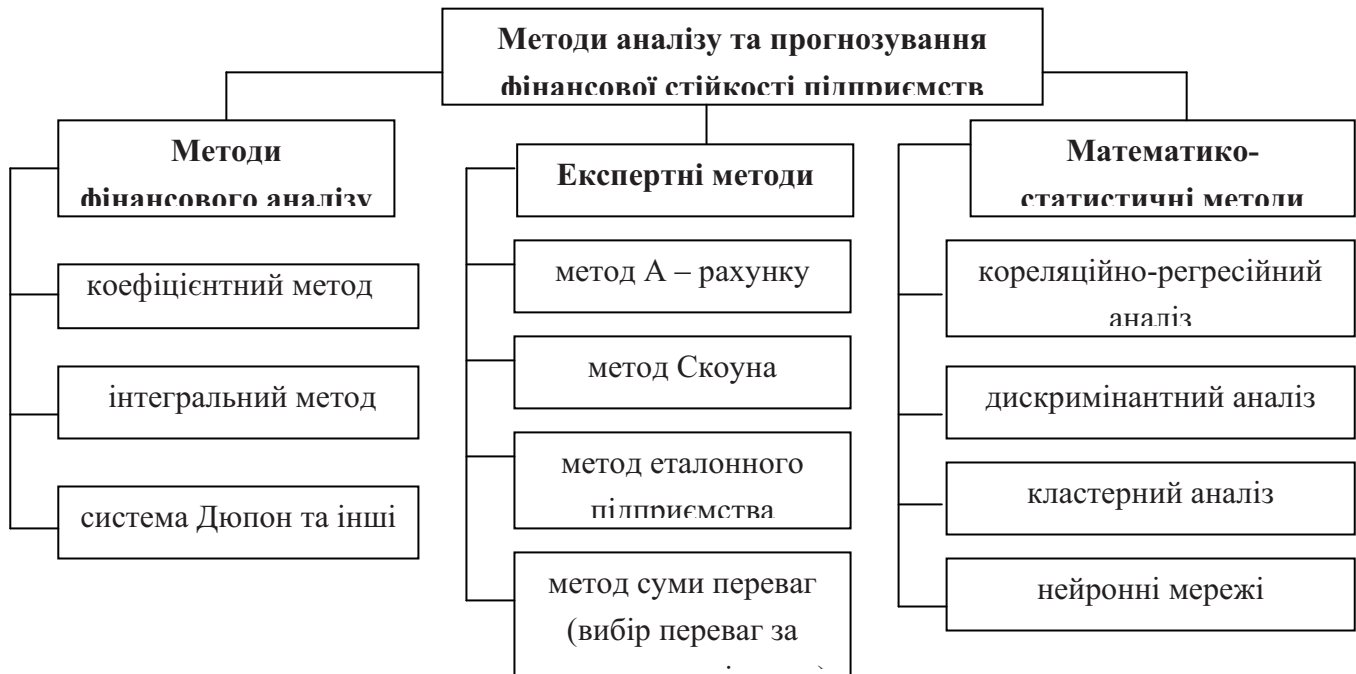 Методи аналізу та прогнозування
фінансової стійкості підприємств
Методи
фінансового аналізу
коефіцієнтний метод
інтегральний метод
система Дюпон та інші
Експертні методи
метод А – рахунку
метод Скоуна
метод еталонного
підприємства
метод суми переваг
(вибір переваг за
Математико-
статистичні методи
кореляційно-регресійний
аналіз
дискримінантний аналіз
кластерний аналіз
нейронні мережі